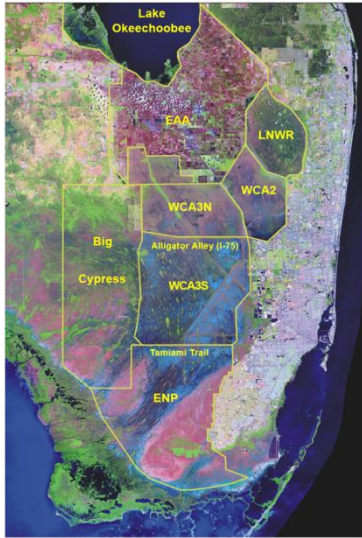 Lake
Okeechobee
EAA
LNWR
WCA2
WCA3N
Big
Cypress
Alligator Alley (I-75)
WCA3S
Tamiami Trail
ENP